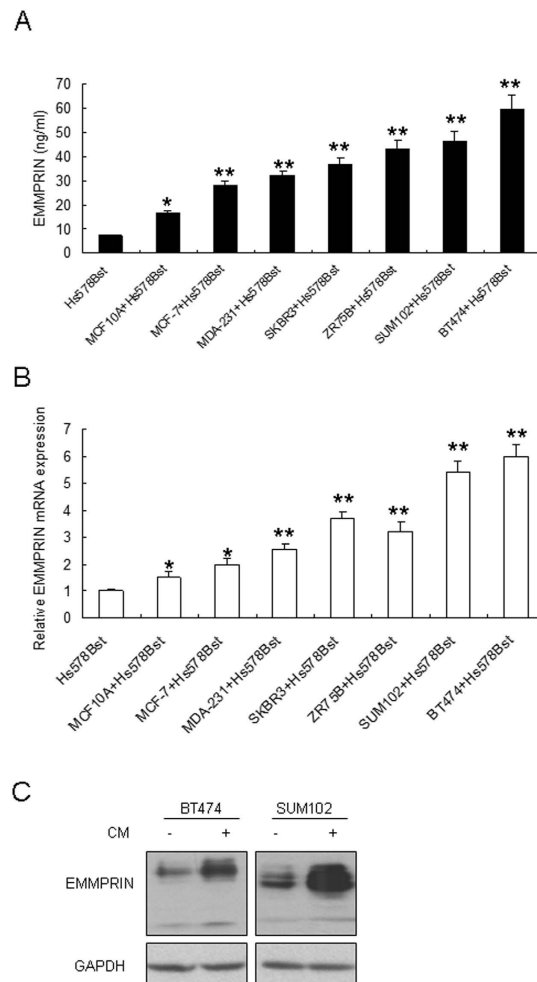 A
EMMPRIN (ng/ml)
70
60
50
40
30
20
10
0
*
**
**
**
**
**
**
Hs578Bst
MCF10A+Hs578Bst
MCF-7+Hs578Bst
MDA-231+Hs578Bst
SKBR3+Hs578Bst
ZR75B+Hs578Bst
SUM102+Hs578Bst
BT474+Hs578Bst
B
Relative EMMPRIN mRNA expression
7
6
5
4
3
2
1
0
*
*
**
**
**
**
**
Hs578Bst
MCF10A+Hs578Bst
MCF-7+Hs578Bst
MDA-231+Hs578Bst
SKBR3+Hs578Bst
ZR75B+Hs578Bst
SUM102+Hs578Bst
BT474+Hs578Bst
C
BT474 SUM102
CM - + - +
EMMPRIN
GAPDH